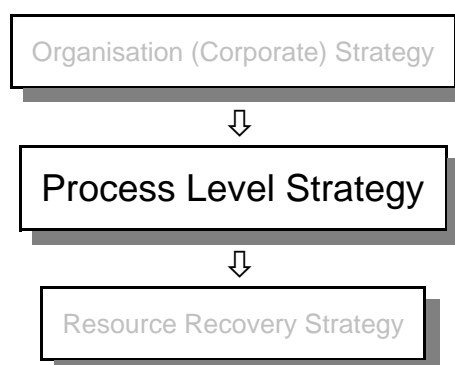 Organisation (Corporate) Strategy
⇩
Process Level Strategy
⇩
Resource Recovery Strategy